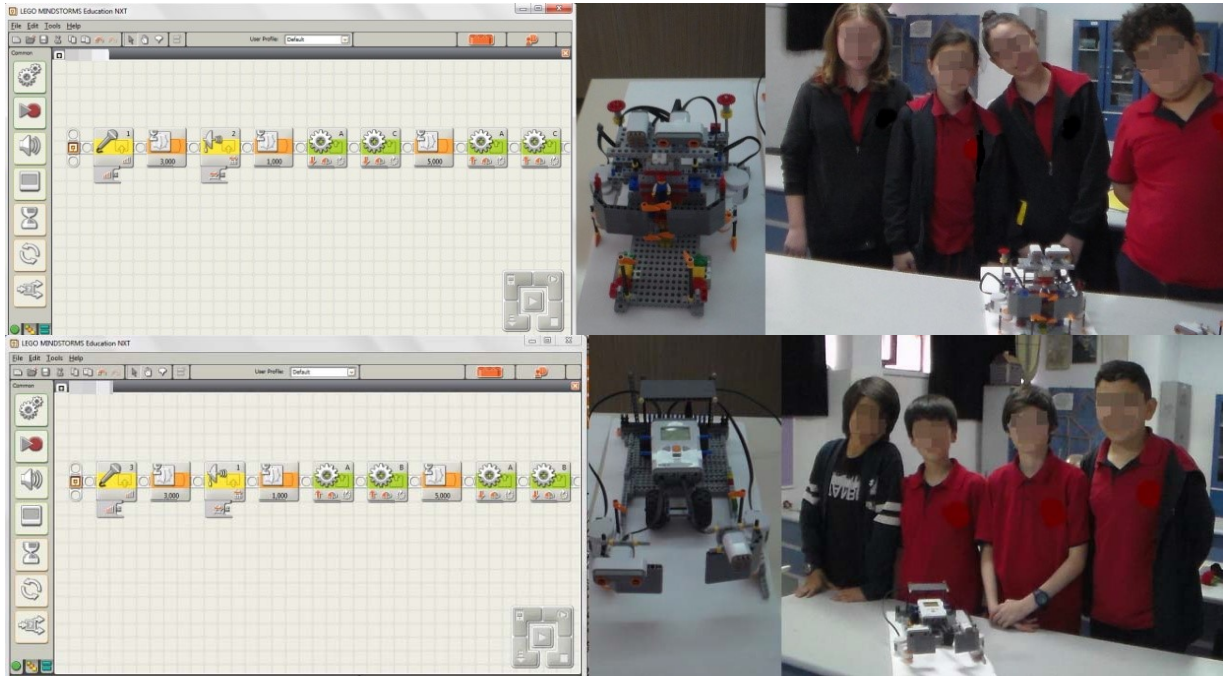 LEGO MINDSTORMS Education NXT
File Edit Tools Help
User Profile: Default
Common
1
2
A
C
A
C
3,000
1,000
5,000
LEGO MINDSTORMS Education NXT
File Edit Tools Help
User Profile: Default
Common
3
1
A
B
A
B
3,000
1,000
5,000